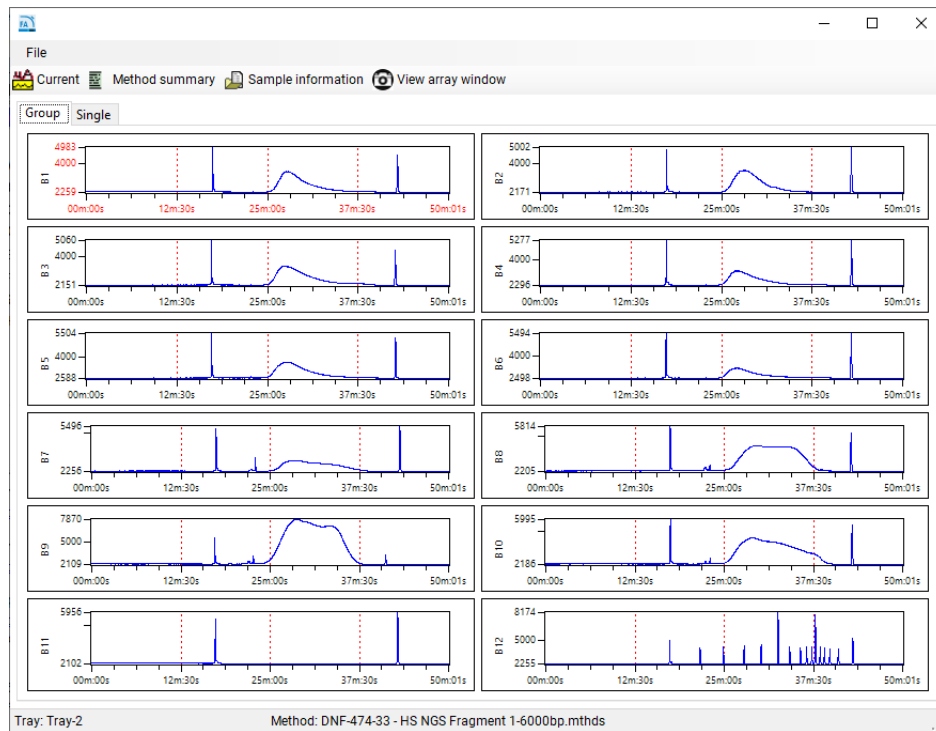 FA
File
Current Method summary Sample information View array window
Group Single
B1
4983
4000
2259
00m:00s 12m:30s 25m:00s 37m:30s 50m:01s
B2
5002
4000
2171
00m:00s 12m:30s 25m:00s 37m:30s 50m:01s
B3
5060
4000
2151
00m:00s 12m:30s 25m:00s 37m:30s 50m:01s
B4
5277
4000
2296
00m:00s 12m:30s 25m:00s 37m:30s 50m:01s
B5
5504
4000
2588
00m:00s 12m:30s 25m:00s 37m:30s 50m:01s
B6
5494
4000
2498
00m:00s 12m:30s 25m:00s 37m:30s 50m:01s
B7
5496
2256
00m:00s 12m:30s 25m:00s 37m:30s 50m:01s
B8
5814
2205
00m:00s 12m:30s 25m:00s 37m:30s 50m:01s
B9
7870
5000
2109
00m:00s 12m:30s 25m:00s 37m:30s 50m:01s
B10
5995
2186
00m:00s 12m:30s 25m:00s 37m:30s 50m:01s
B11
5956
2102
00m:00s 12m:30s 25m:00s 37m:30s 50m:01s
B12
8174
5000
2255
00m:00s 12m:30s 25m:00s 37m:30s 50m:01s
Tray: Tray-2 Method: DNF-474-33 - HS NGS Fragment 1-6000bp.mthds